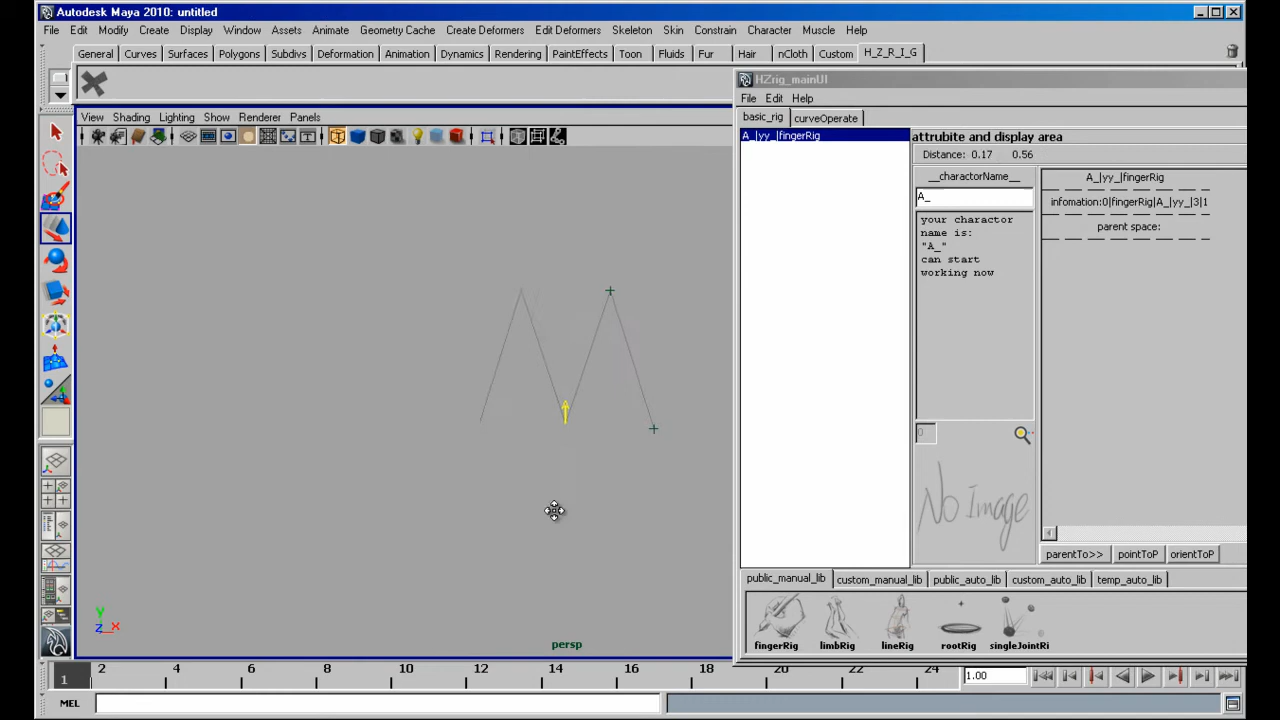 Autodesk Maya 2010: untitled
File Edit Modify Create Display Window Assets Animate Geometry Cache Create Deformers Edit Deformers Skeleton Skin Constrain Character Muscle Help
General Curves Surfaces Polygons Subdivs Deformation Animation Dynamics Rendering PaintEffects Toon Fluids Fur Hair nCloth Custom H_Z_R_I_G
View Shading Lighting Show Renderer Panels
persp
HZrig_mainUI
File Edit Help
basic_rig curveOperate
A_|yy_|fingerRig
attrubite and display area
Distance: 0.17 0.56
__charactorName__
A_
your charactor
name is:
"A_"
can start
working now
0
No Image
A_|yy_|fingerRig
infomation:0|fingerRig|A_|yy_|3|1
parent space:
parentTo>> pointToP orientToP
public_manual_lib custom_manual_lib public_auto_lib custom_auto_lib temp_auto_lib
fingerRig limbRig lineRig rootRig singleJointRi
Y
Z X
1 2 4 6 8 10 12 14 16 18 20 22 24
1.00
MEL